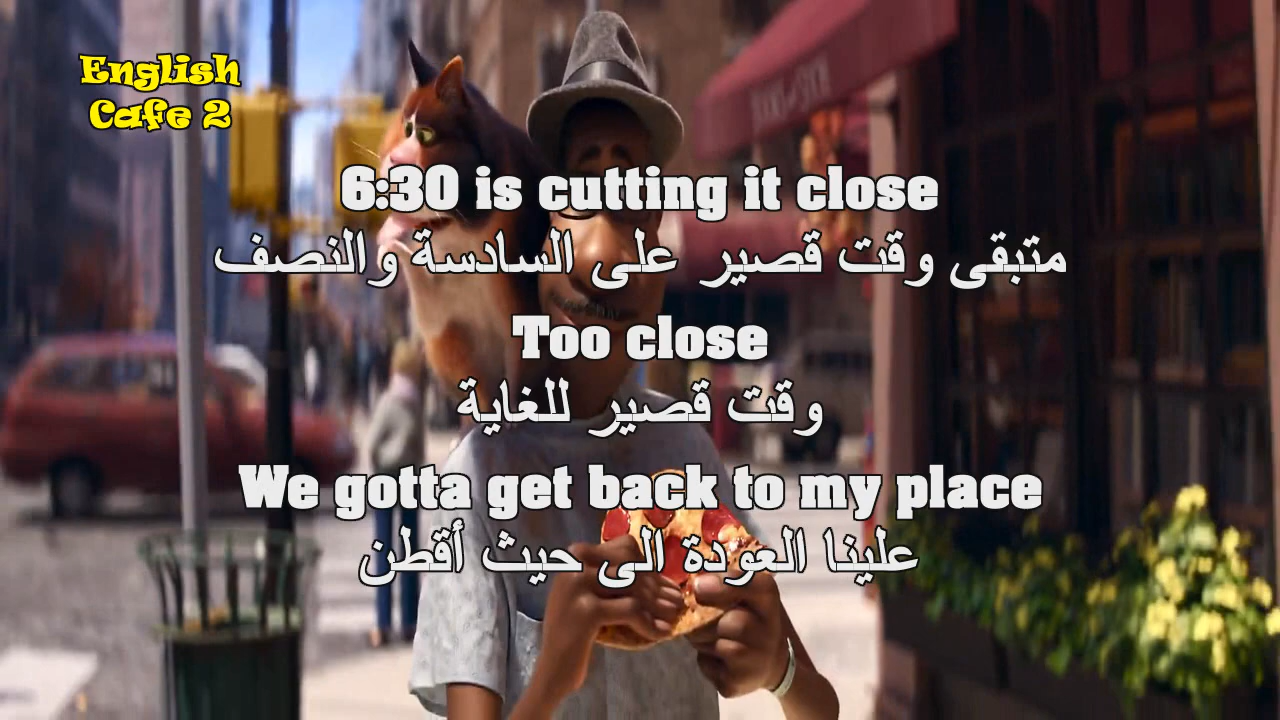 English
Cafe 2
6:30 is cutting it close
متبقى وقت قصير على السادسة والنصف
Too close
وقت قصير للغاية
We gotta get back to my place
علينا العودة الى حيث أقطن